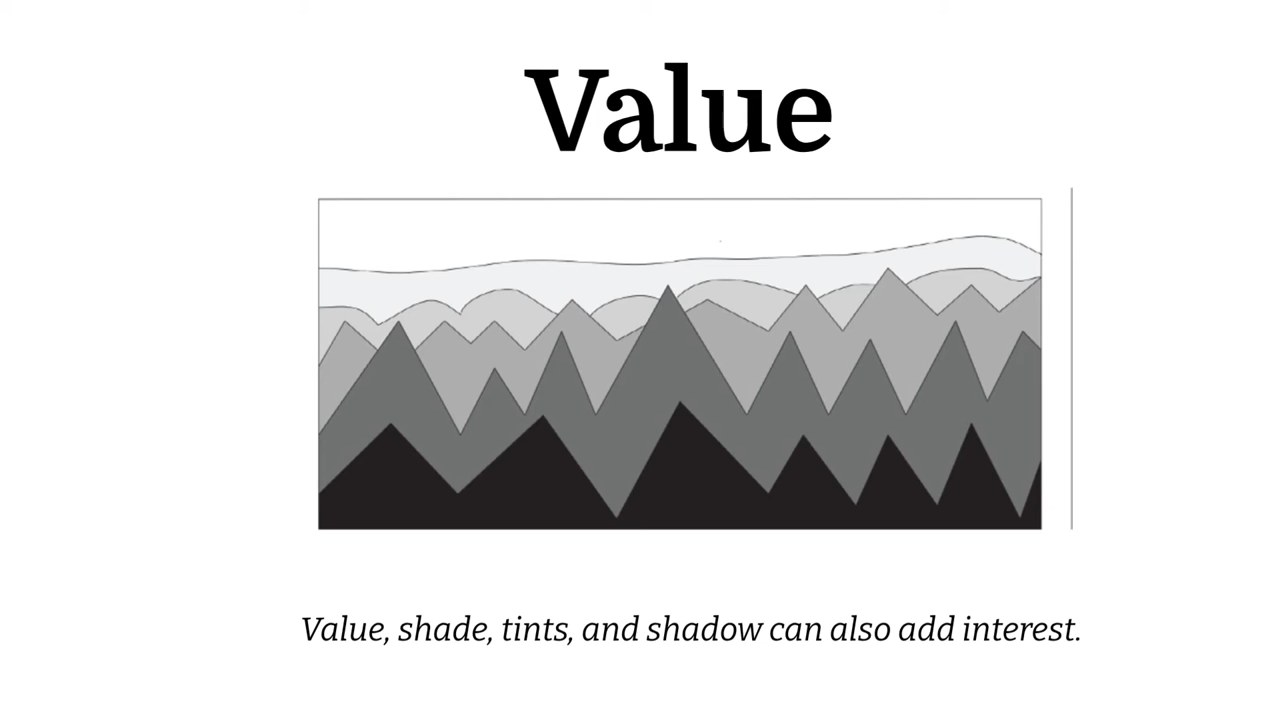 Value
Value, shade, tints, and shadow can also add interest.